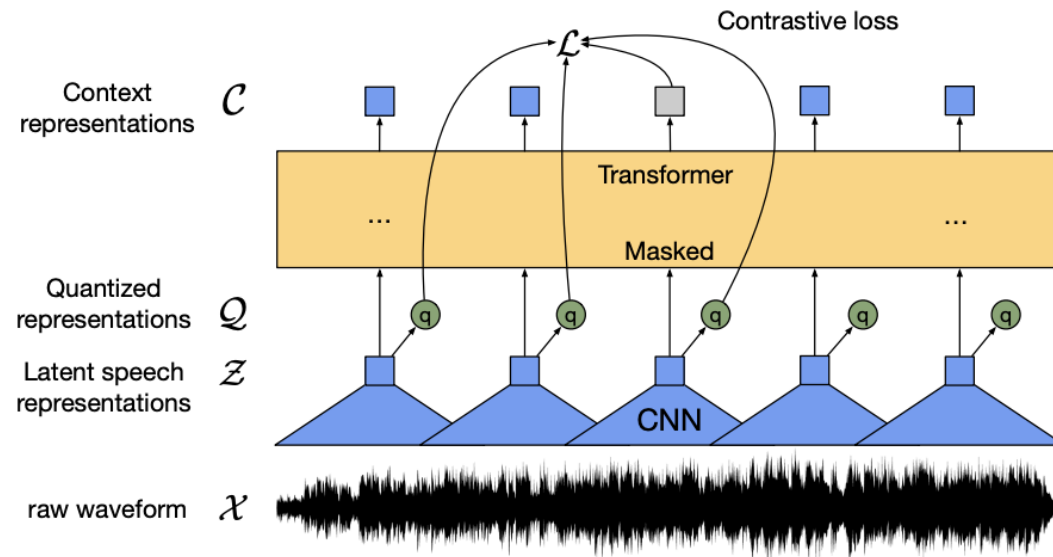 Contrastive loss
ℒ
Context
representations
𝒞
Transformer
... ...
Masked
Quantized
representations
𝒬
q q q q q
Latent speech
representations
𝒵
CNN
raw waveform
𝒳